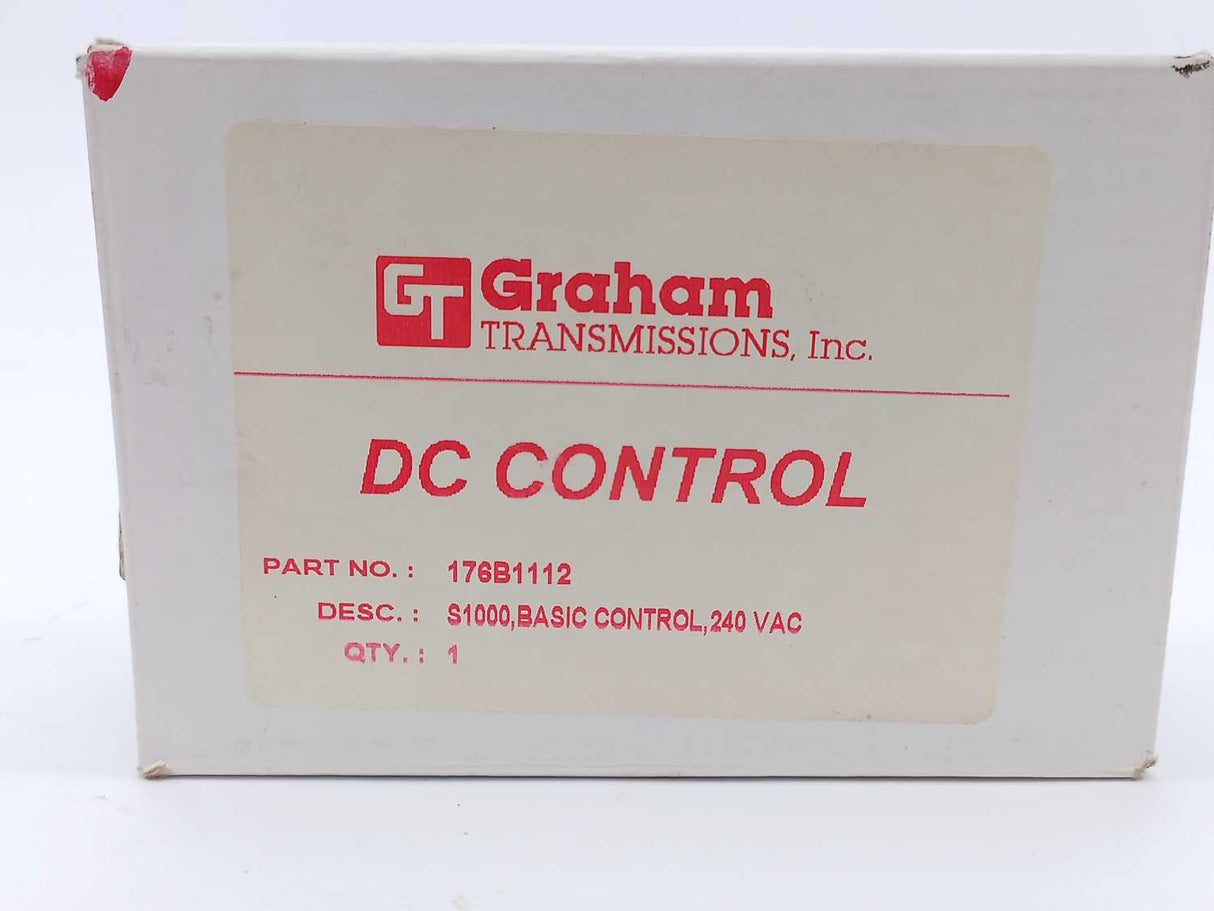 GT Graham
TRANSMISSIONS, Inc.
DC CONTROL
PART NO. : 176B1112
DESC. : S1000,BASIC CONTROL,240 VAC
QTY. : 1